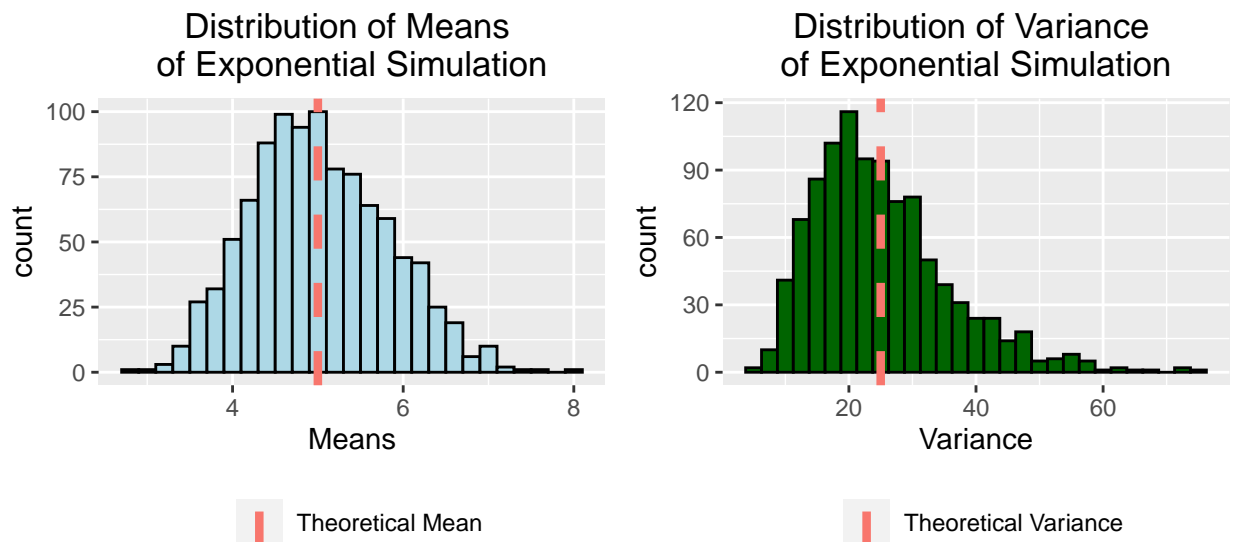 Distribution of Means
of Exponential Simulation
100
75
50
25
0
count
4
6
8
Means
Theoretical Mean
Distribution of Variance
of Exponential Simulation
120
90
60
30
0
count
20
40
60
Variance
Theoretical Variance